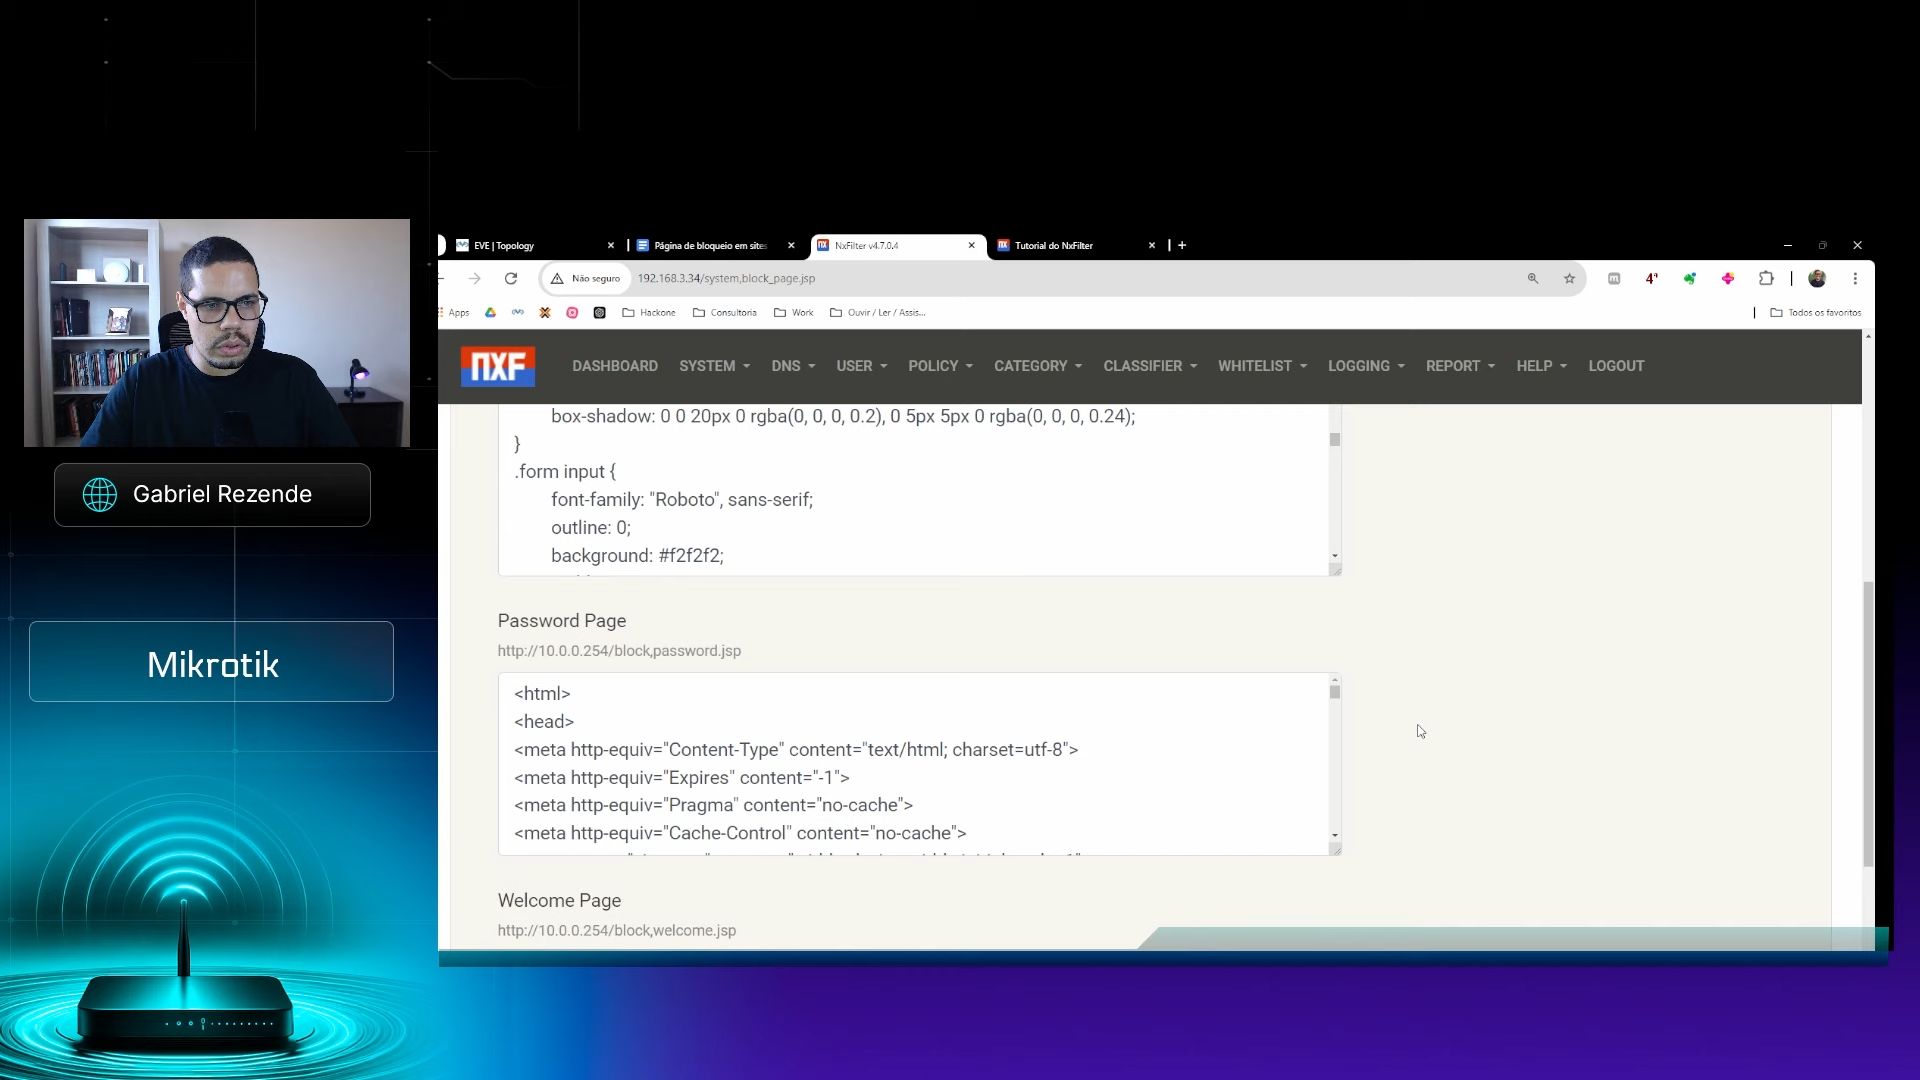 EVE | Topology
Página de bloqueio em sites
NxFilter v4.7.0.4
Tutorial do NxFilter
Não seguro
192.168.3.34/system,block_page.jsp
Apps
Hackone
Consultoria
Work
Ouvir / Ler / Assis...
Todos os favoritos
NXF
DASHBOARD
SYSTEM
DNS
USER
POLICY
CATEGORY
CLASSIFIER
WHITELIST
LOGGING
REPORT
HELP
LOGOUT
box-shadow: 0 0 20px 0 rgba(0, 0, 0, 0.2), 0 5px 5px 0 rgba(0, 0, 0, 0.24);
}
.form input {
font-family: "Roboto", sans-serif;
outline: 0;
background: #f2f2f2;
Password Page
http://10.0.0.254/block,password.jsp
<html>
<head>
<meta http-equiv="Content-Type" content="text/html; charset=utf-8">
<meta http-equiv="Expires" content="-1">
<meta http-equiv="Pragma" content="no-cache">
<meta http-equiv="Cache-Control" content="no-cache">
Welcome Page
http://10.0.0.254/block,welcome.jsp
Gabriel Rezende
Mikrotik